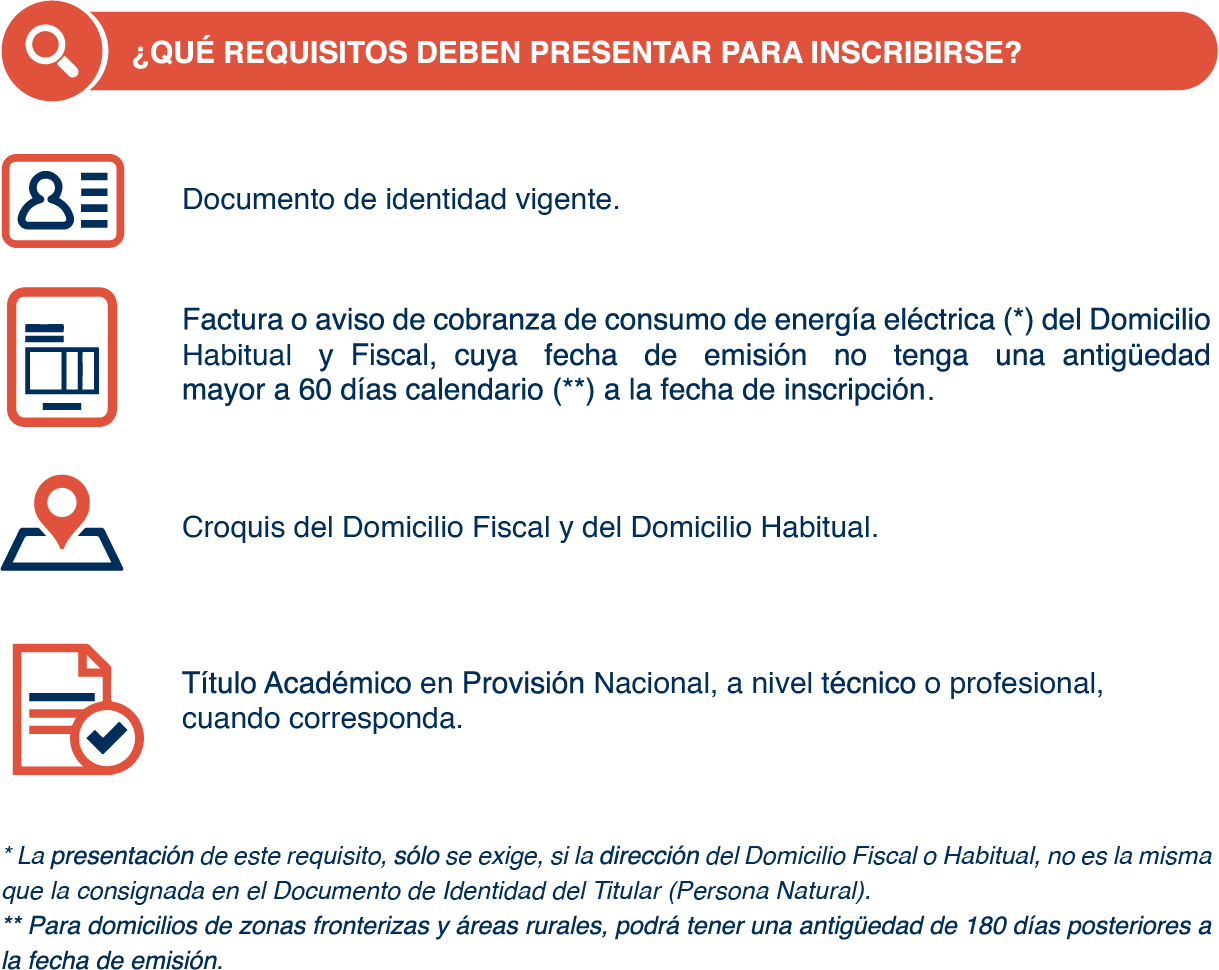 ¿QUÉ REQUISITOS DEBEN PRESENTAR PARA INSCRIBIRSE?
Documento de identidad vigente.
Factura o aviso de cobranza de consumo de energía eléctrica (*) del Domicilio
Habitual y Fiscal, cuya fecha de emisión no tenga una antigüedad
mayor a 60 días calendario (**) a la fecha de inscripción.
Croquis del Domicilio Fiscal y del Domicilio Habitual.
Título Académico en Provisión Nacional, a nivel técnico o profesional,
cuando corresponda.
* La presentación de este requisito, sólo se exige, si la dirección del Domicilio Fiscal o Habitual, no es la misma
que la consignada en el Documento de Identidad del Titular (Persona Natural).
** Para domicilios de zonas fronterizas y áreas rurales, podrá tener una antigüedad de 180 días posteriores a
la fecha de emisión.